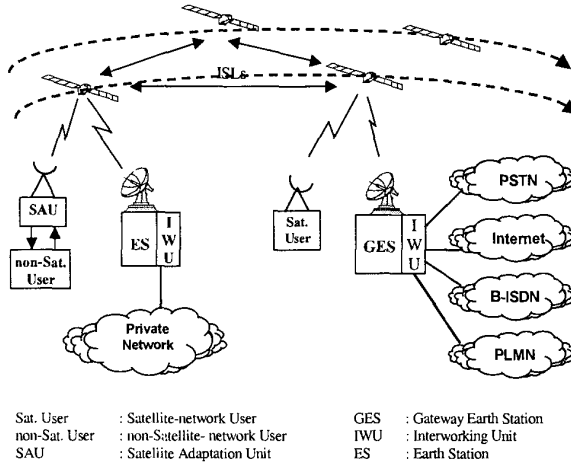 ISLs
SAU
non-Sat.
User
ES
I
W
U
Private
Network
Sat.
User
GES
I
W
U
PSTN
Internet
B-ISDN
PLMN
Sat. User : Satellite-network User
non-Sat. User : non-Satellite- network User
SAU : Satellite Adaptation Unit
GES : Gateway Earth Station
IWU : Interworking Unit
ES : Earth Station